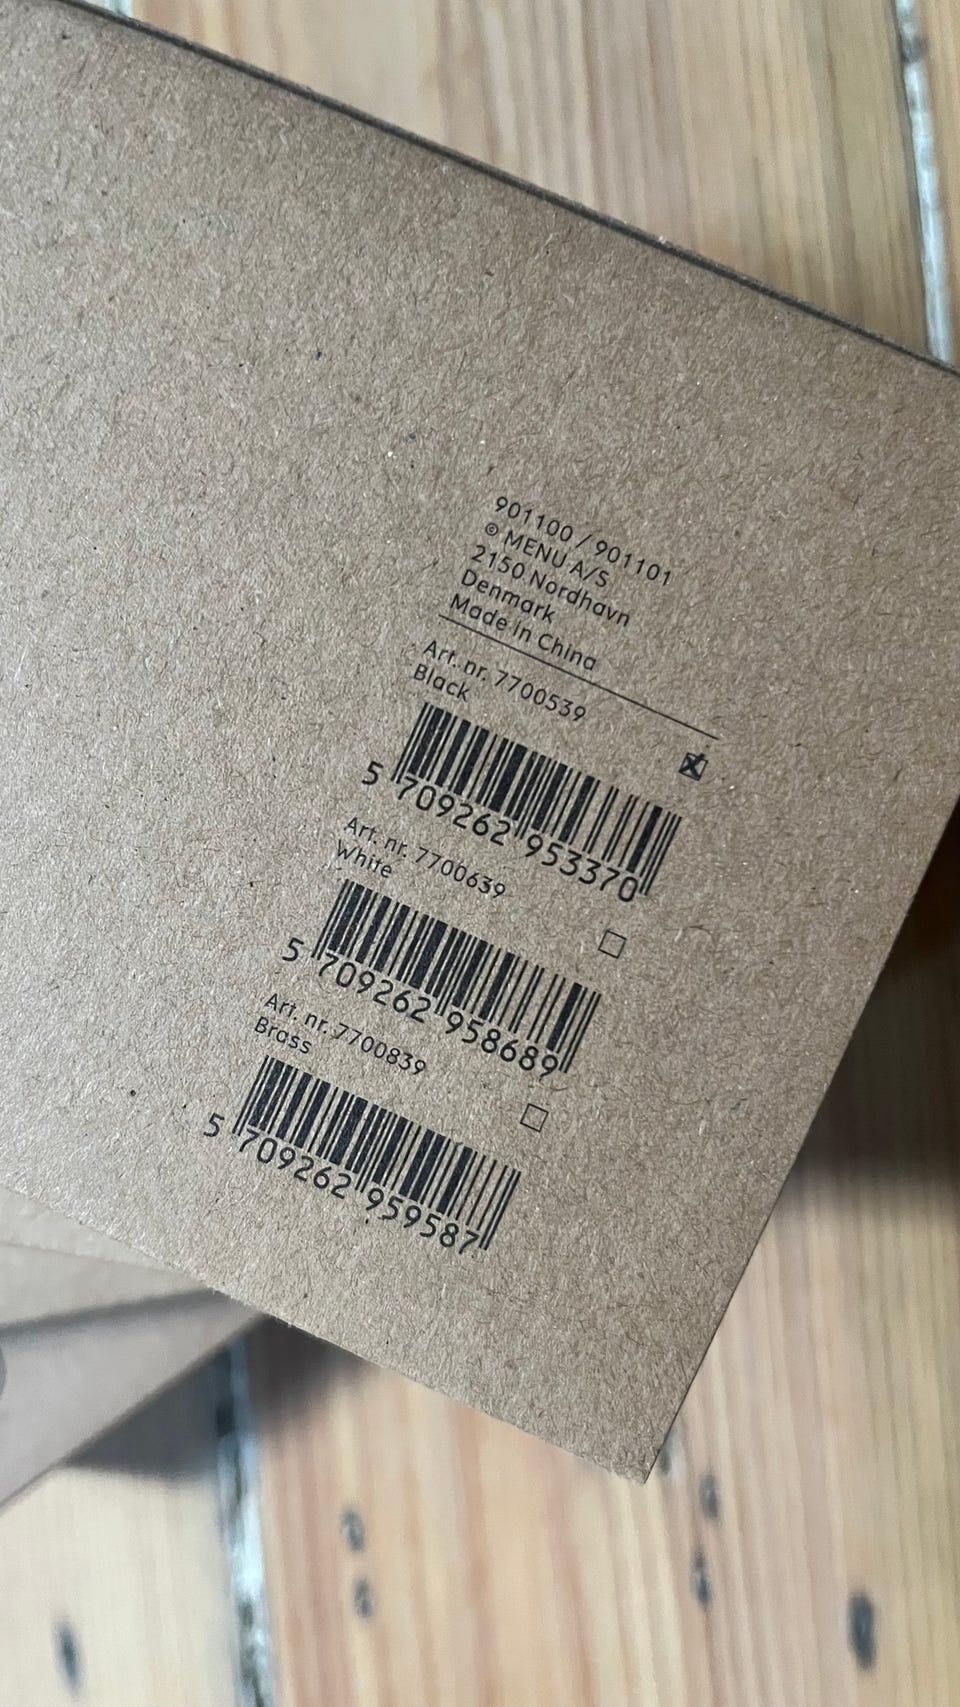 901100 / 901101
© MENU A/S
2150 Nordhavn
Denmark
Made in China
Art. nr. 7700539
Black
5 709262 953370
Art. nr. 7700639
White
5 709262 958689
Art. nr. 7700839
Brass
5 709262 959587